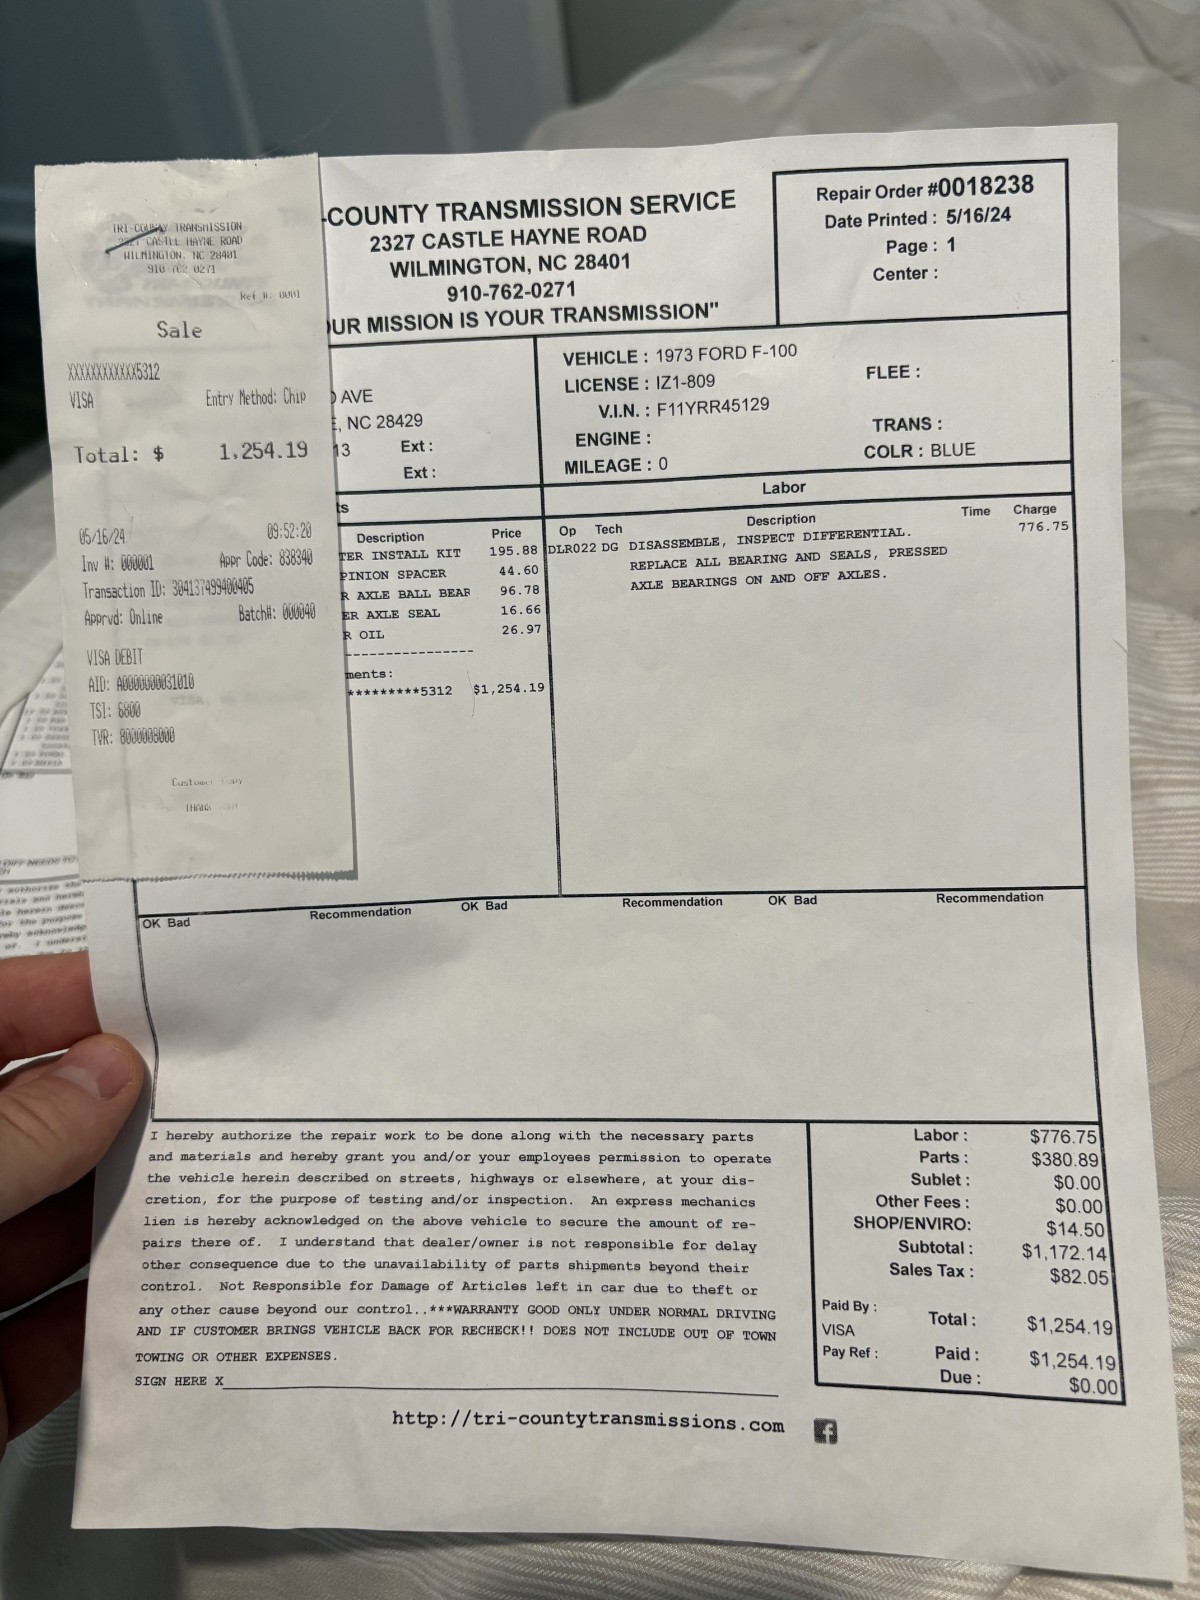 TRI-COUNTY TRANSMISSION
2327 CASTLE HAYNE ROAD
WILMINGTON, NC 28401
910 762 0271
Ref #: 0001
Sale
XXXXXXXXXXXX5312
VISA Entry Method: Chip
Total: $ 1,254.19
05/16/24 09:52:20
Inv #: 000001 Appr Code: 838340
Transaction ID: 304137499400405
Apprvd: Online Batch#: 000040
VISA DEBIT
AID: A0000000031010
TSI: 6800
TVR: 8000008000
Customer Copy
-COUNTY TRANSMISSION SERVICE
2327 CASTLE HAYNE ROAD
WILMINGTON, NC 28401
910-762-0271
UR MISSION IS YOUR TRANSMISSION"
Repair Order #0018238
Date Printed : 5/16/24
Page : 1
Center :
AVE
, NC 28429
13 Ext :
Ext :
VEHICLE : 1973 FORD F-100
LICENSE : IZ1-809 FLEE :
V.I.N. : F11YRR45129
ENGINE : TRANS :
MILEAGE : 0 COLR : BLUE
ts
Description Price
TER INSTALL KIT 195.88
PINION SPACER 44.60
R AXLE BALL BEAR 96.78
ER AXLE SEAL 16.66
R OIL 26.97
----------------
ments:
*********5312 $1,254.19
Labor
Op Tech Description Time Charge
DLR022 DG DISASSEMBLE, INSPECT DIFFERENTIAL. 776.75
REPLACE ALL BEARING AND SEALS, PRESSED
AXLE BEARINGS ON AND OFF AXLES.
OK Bad Recommendation OK Bad Recommendation OK Bad Recommendation
I hereby authorize the repair work to be done along with the necessary parts
and materials and hereby grant you and/or your employees permission to operate
the vehicle herein described on streets, highways or elsewhere, at your dis-
cretion, for the purpose of testing and/or inspection. An express mechanics
lien is hereby acknowledged on the above vehicle to secure the amount of re-
pairs there of. I understand that dealer/owner is not responsible for delay
other consequence due to the unavailability of parts shipments beyond their
control. Not Responsible for Damage of Articles left in car due to theft or
any other cause beyond our control..***WARRANTY GOOD ONLY UNDER NORMAL DRIVING
AND IF CUSTOMER BRINGS VEHICLE BACK FOR RECHECK!! DOES NOT INCLUDE OUT OF TOWN
TOWING OR OTHER EXPENSES.
SIGN HERE X
Labor : $776.75
Parts : $380.89
Sublet : $0.00
Other Fees : $0.00
SHOP/ENVIRO: $14.50
Subtotal : $1,172.14
Sales Tax : $82.05
Paid By :
VISA Total : $1,254.19
Pay Ref : Paid : $1,254.19
Due : $0.00
http://tri-countytransmissions.com